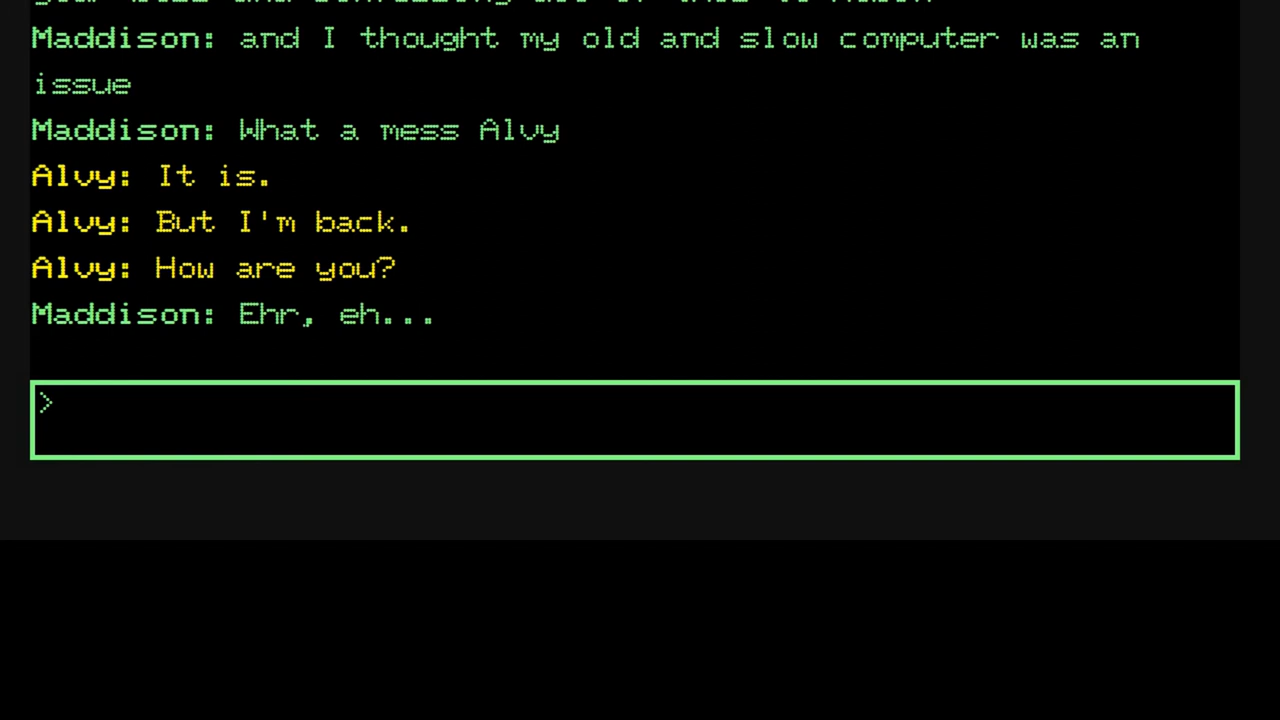 Maddison: and I thought my old and slow computer was an
issue
Maddison: What a mess Alvy
Alvy: It is.
Alvy: But I'm back.
Alvy: How are you?
Maddison: Ehr, eh...
>